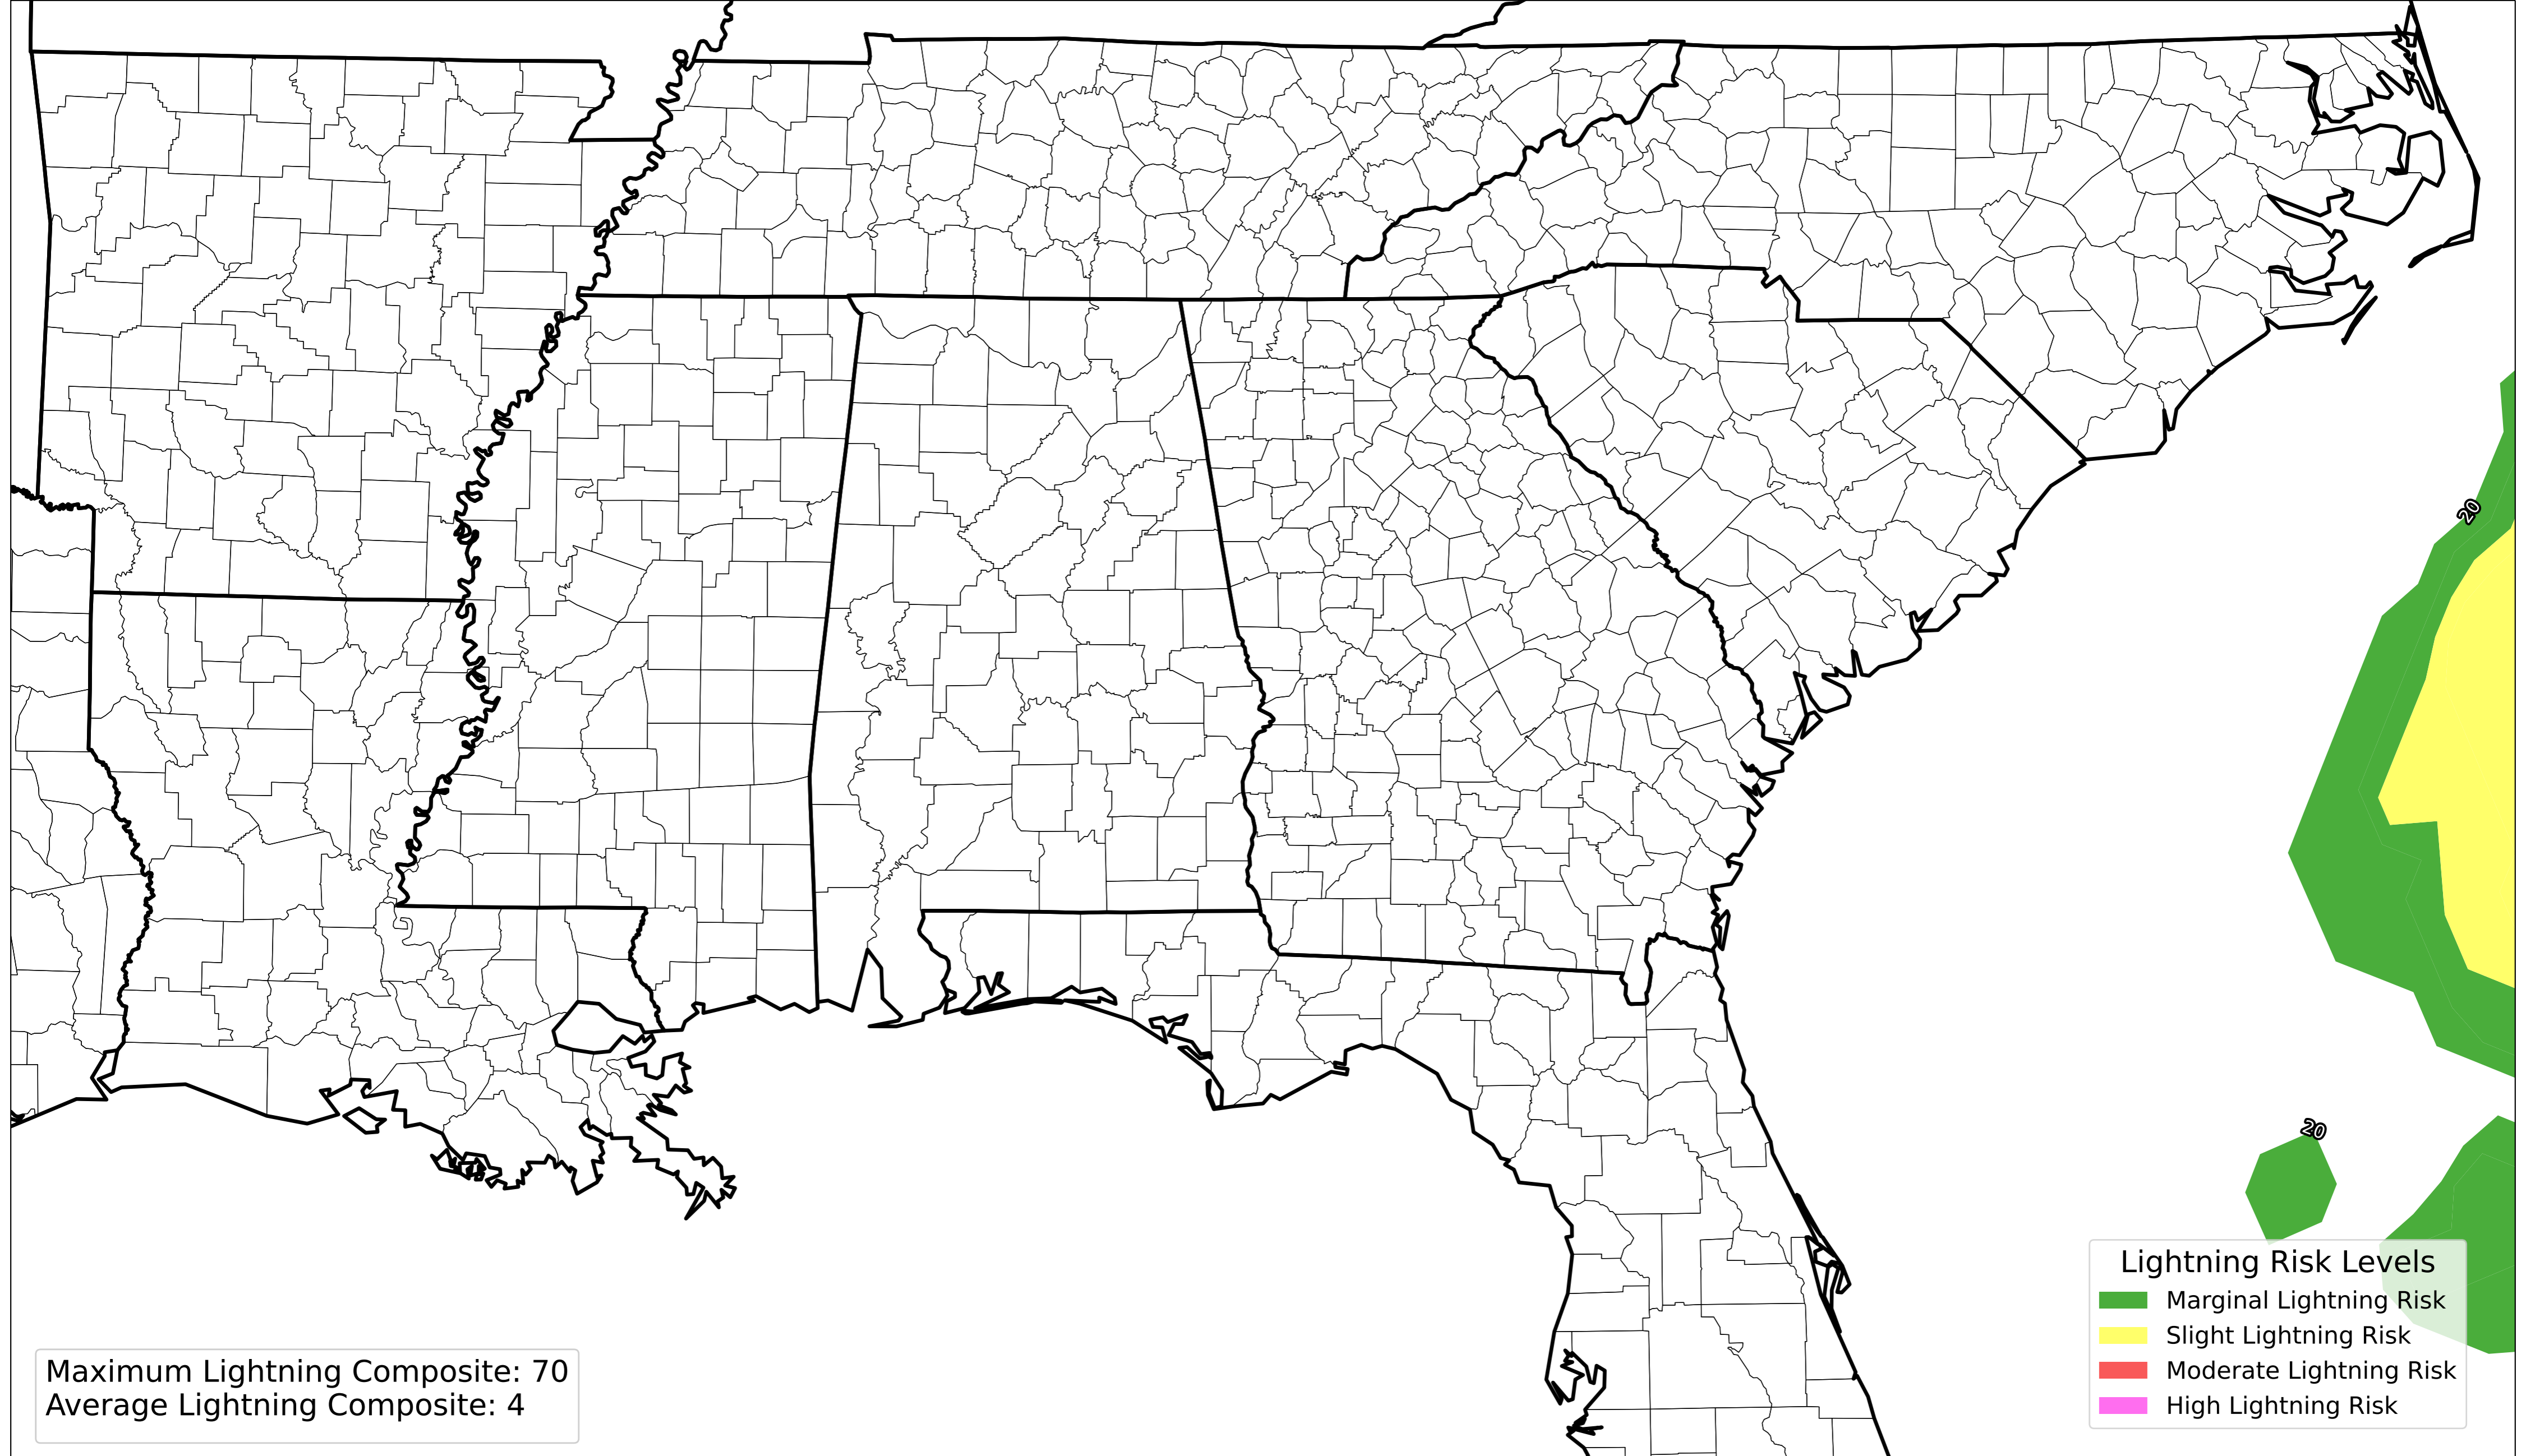 20
20
Lightning Risk Levels
Marginal Lightning Risk
Slight Lightning Risk
Moderate Lightning Risk
High Lightning Risk
Maximum Lightning Composite: 70
Average Lightning Composite: 4